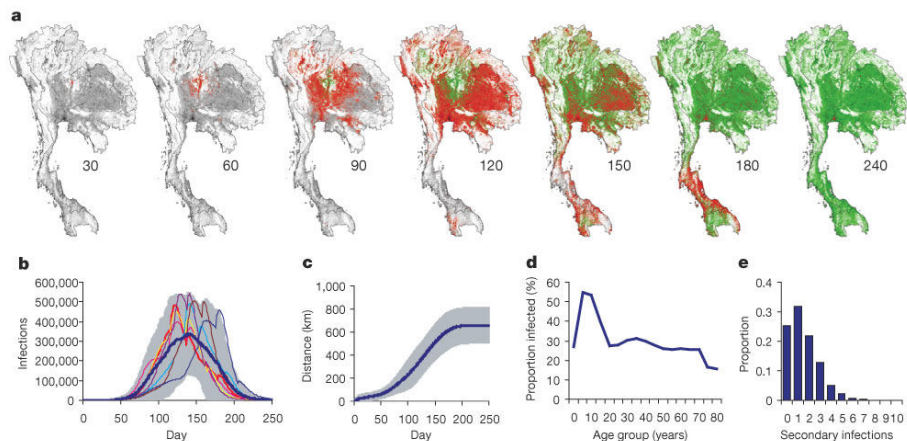 a
30
60
90
120
150
180
240
b
Infections
600,000
500,000
400,000
300,000
200,000
100,000
0
0 50 100 150 200 250
Day
c
Distance (km)
1,000
800
600
400
200
0
0 50 100 150 200 250
Day
d
Proportion infected (%)
60
50
40
30
20
10
0
0 10 20 30 40 50 60 70 80
Age group (years)
e
Proportion
0.4
0.3
0.2
0.1
0
0 1 2 3 4 5 6 7 8 9 10
Secondary infections